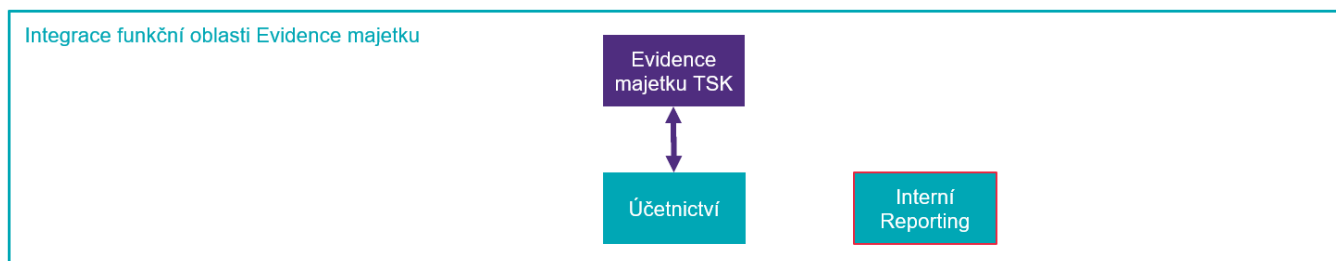 Integrace funkční oblasti Evidence majetku
Evidence
majetku TSK
Účetnictví
Interní
Reporting